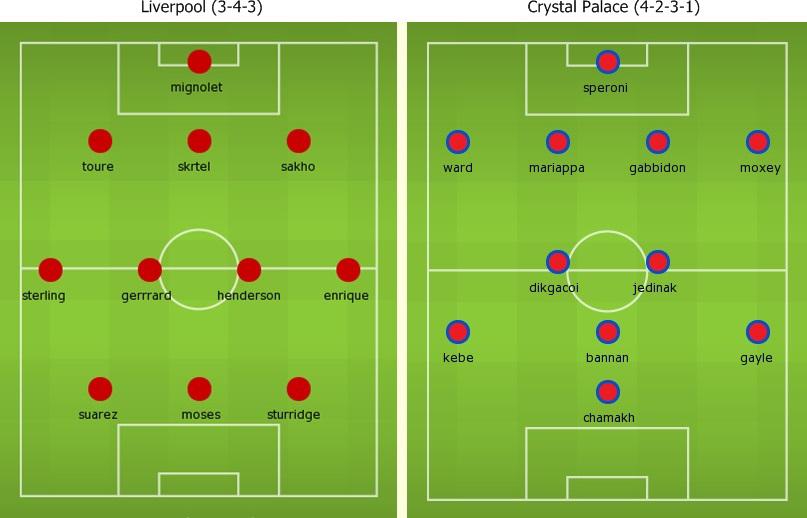 Liverpool (3-4-3)
mignolet
toure skrtel sakho
sterling gerrrard henderson enrique
suarez moses sturridge
Crystal Palace (4-2-3-1)
speroni
ward mariappa gabbidon moxey
dikgacoi jedinak
kebe bannan gayle
chamakh